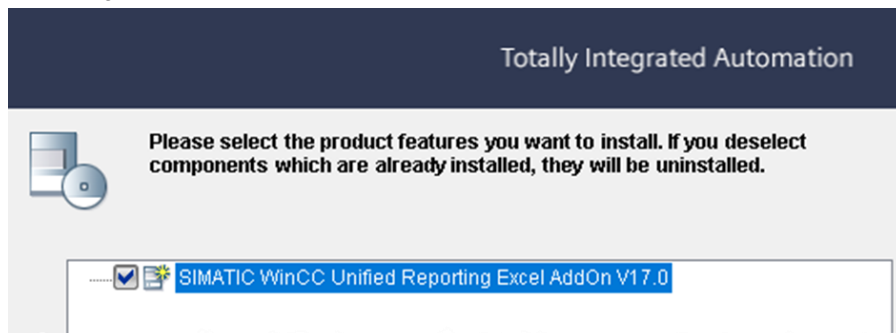 Totally Integrated Automation
Please select the product features you want to install. If you deselect
components which are already installed, they will be uninstalled.
SIMATIC WinCC Unified Reporting Excel AddOn V17.0